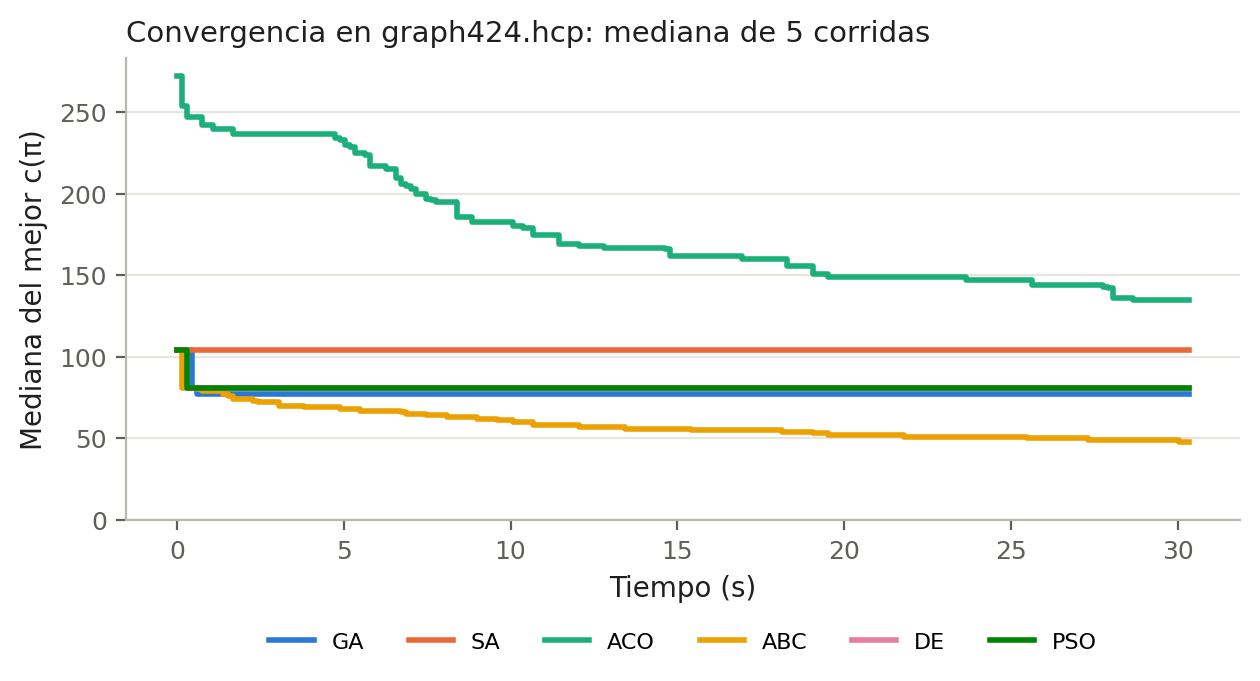 Convergencia en graph424.hcp: mediana de 5 corridas
Mediana del mejor c(π)
250
200
150
100
50
0
0 5 10 15 20 25 30
Tiempo (s)
GA SA ACO ABC DE PSO